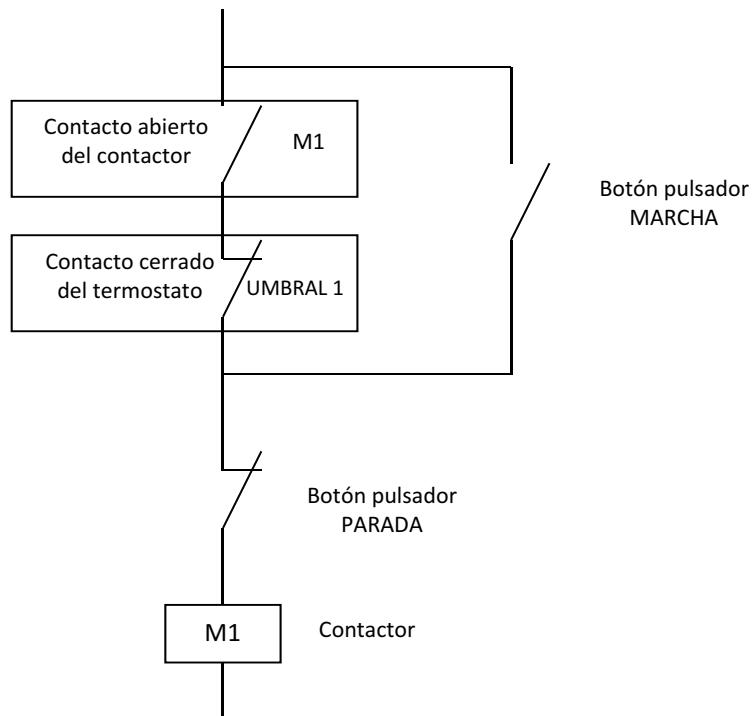 Contacto abierto
del contactor
M1
Botón pulsador
MARCHA
Contacto cerrado
del termostato
UMBRAL 1
Botón pulsador
PARADA
M1
Contactor